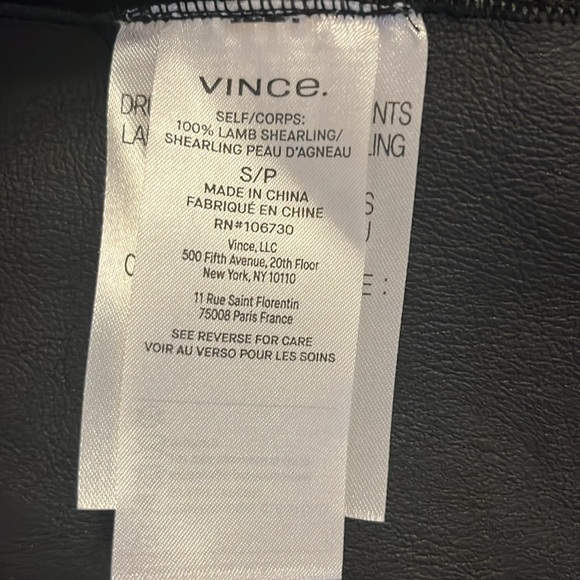 VINCE.
SELF/CORPS:
100% LAMB SHEARLING/
SHEARLING PEAU D'AGNEAU
S/P
MADE IN CHINA
FABRIQUÉ EN CHINE
RN#106730
Vince, LLC
500 Fifth Avenue, 20th Floor
New York, NY 10110
11 Rue Saint Florentin
75008 Paris France
SEE REVERSE FOR CARE
VOIR AU VERSO POUR LES SOINS